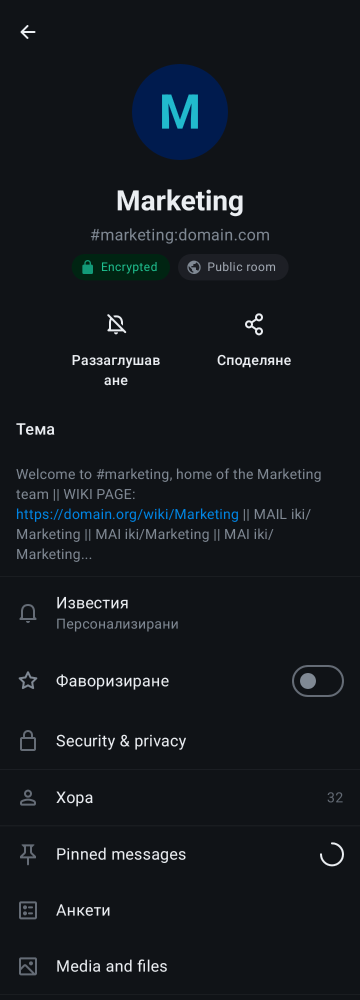 M
Marketing
#marketing:domain.com
Encrypted
Public room
Раззаглушав
ане
Споделяне
Тема
Welcome to #marketing, home of the Marketing
team || WIKI PAGE:
https://domain.org/wiki/Marketing || MAIL iki/
Marketing || MAI iki/Marketing || MAI iki/
Marketing...
Известия
Персонализирани
Фаворизиране
Security & privacy
Хора 32
Pinned messages
Анкети
Media and files